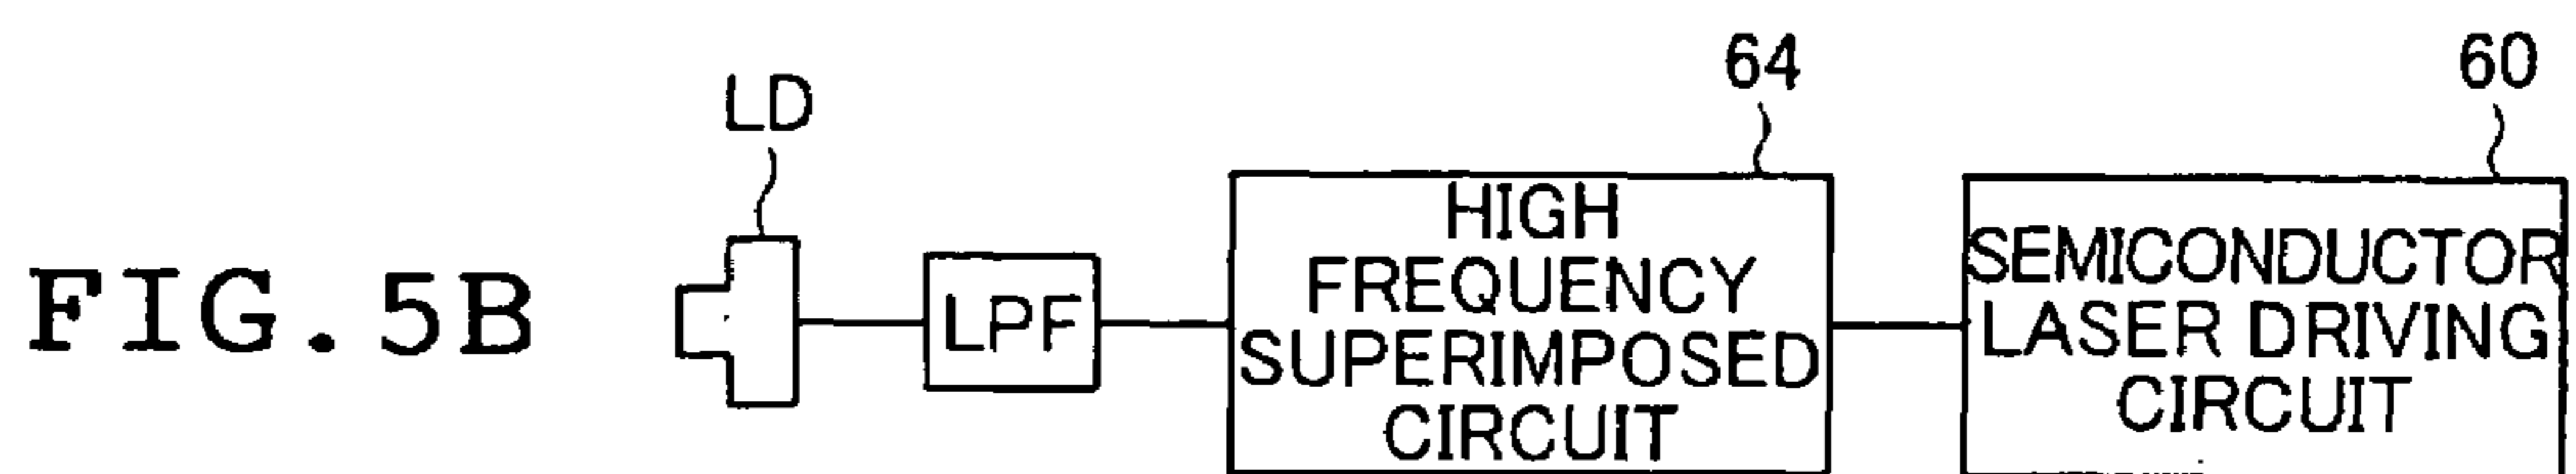 64
60
LD
HIGH
FREQUENCY
SUPERIMPOSED
CIRCUIT
SEMICONDUCTOR
LASER DRIVING
CIRCUIT
LPF
FIG.5B